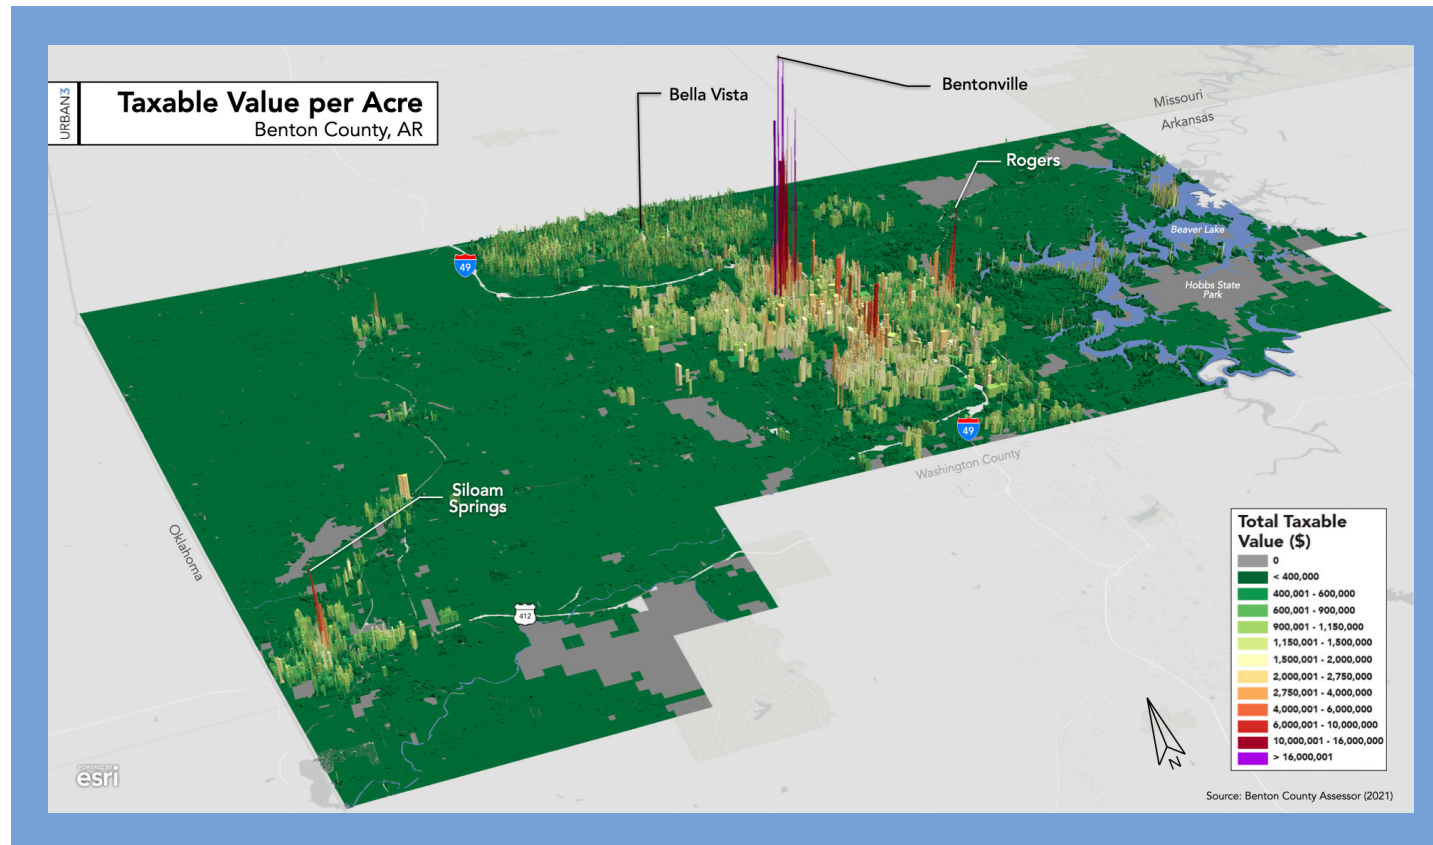 URBAN3
Taxable Value per Acre
Benton County, AR
Bella Vista
Bentonville
Missouri
Arkansas
Rogers
Beaver Lake
Hobbs State
Park
49
49
Washington County
Siloam
Springs
Oklahoma
412
Total Taxable
Value ($)
0
< 400,000
400,001 - 600,000
600,001 - 900,000
900,001 - 1,150,000
1,150,001 - 1,500,000
1,500,001 - 2,000,000
2,000,001 - 2,750,000
2,750,001 - 4,000,000
4,000,001 - 6,000,000
6,000,001 - 10,000,000
10,000,001 - 16,000,000
> 16,000,001
N
POWERED BY
esri
Source: Benton County Assessor (2021)